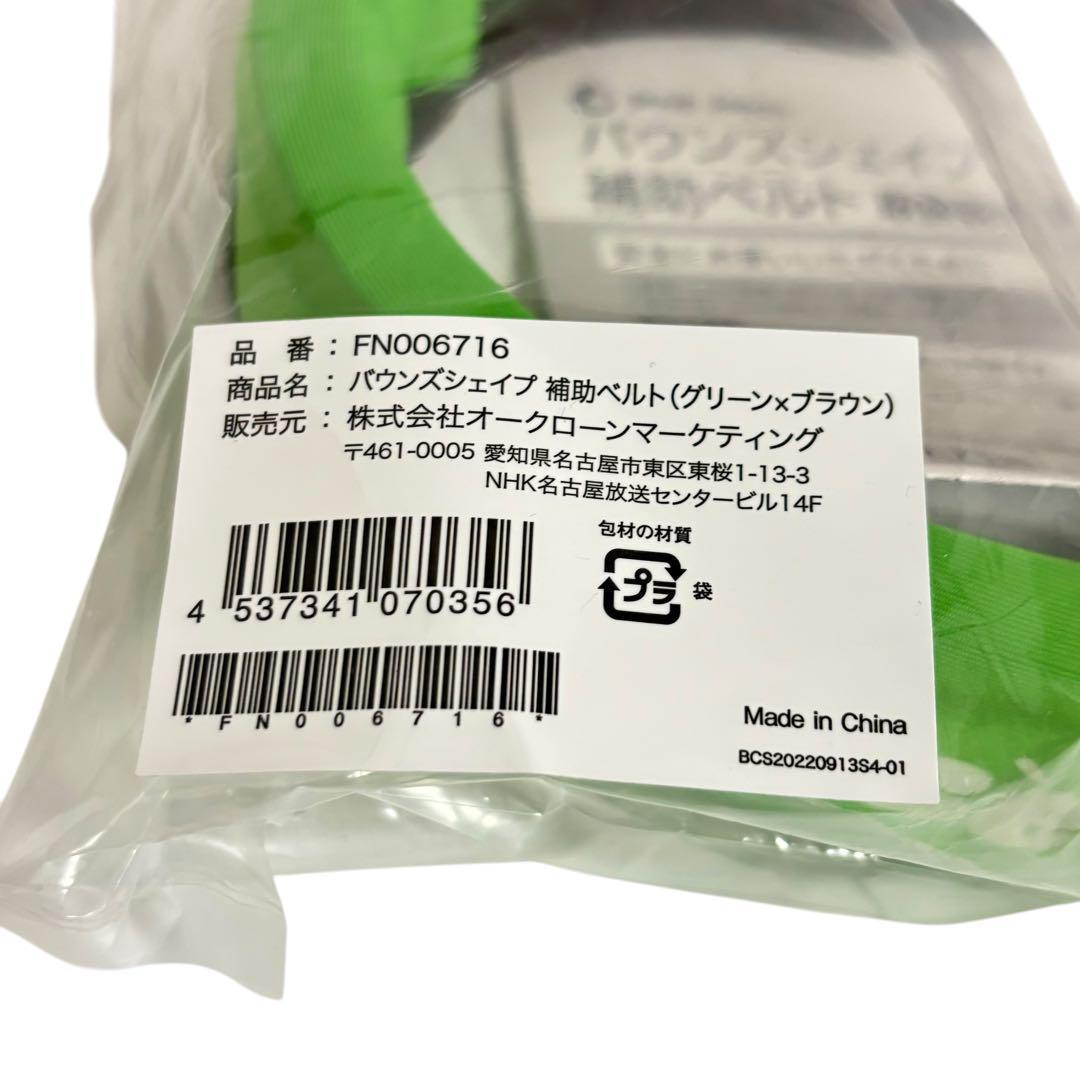 バウンズシェイプ
補助ベルト
品 番 : FN006716
商品名 : バウンズシェイプ 補助ベルト(グリーン×ブラウン)
販売元 : 株式会社オークローンマーケティング
〒461-0005 愛知県名古屋市東区東桜1-13-3
NHK名古屋放送センタービル14F
包材の材質
プラ 袋
4 537341 070356
*FN006716*
Made in China
BCS20220913S4-01